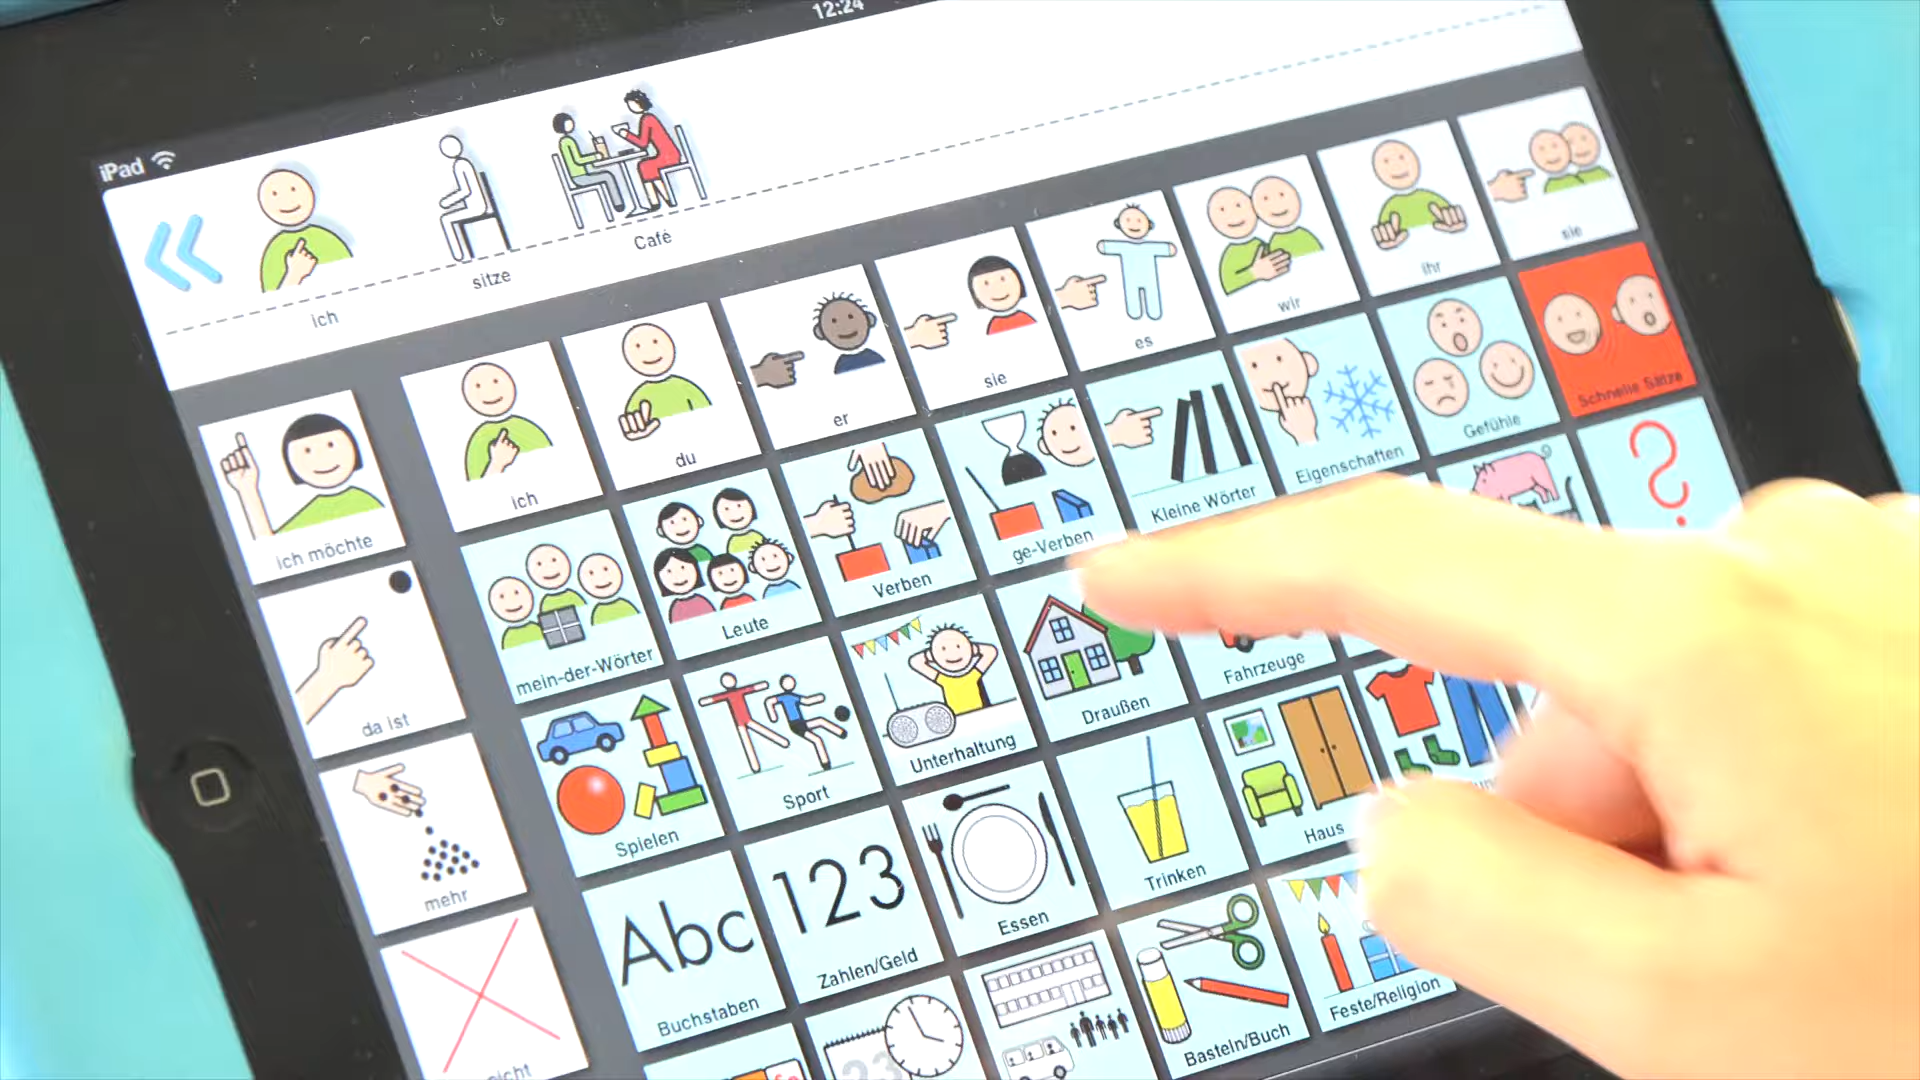 12:24
iPad
ich
sitze
Café
ich möchte
ich
du
er
sie
es
wir
ihr
sie
da ist
mein-der-Wörter
Leute
Verben
ge-Verben
Kleine Wörter
Eigenschaften
Gefühle
Schnelle Sätze
mehr
Spielen
Sport
Unterhaltung
Draußen
Fahrzeuge
?
Buchstaben
Abc
Zahlen/Geld
123
Essen
Trinken
Haus
Basteln/Buch
Feste/Religion
23